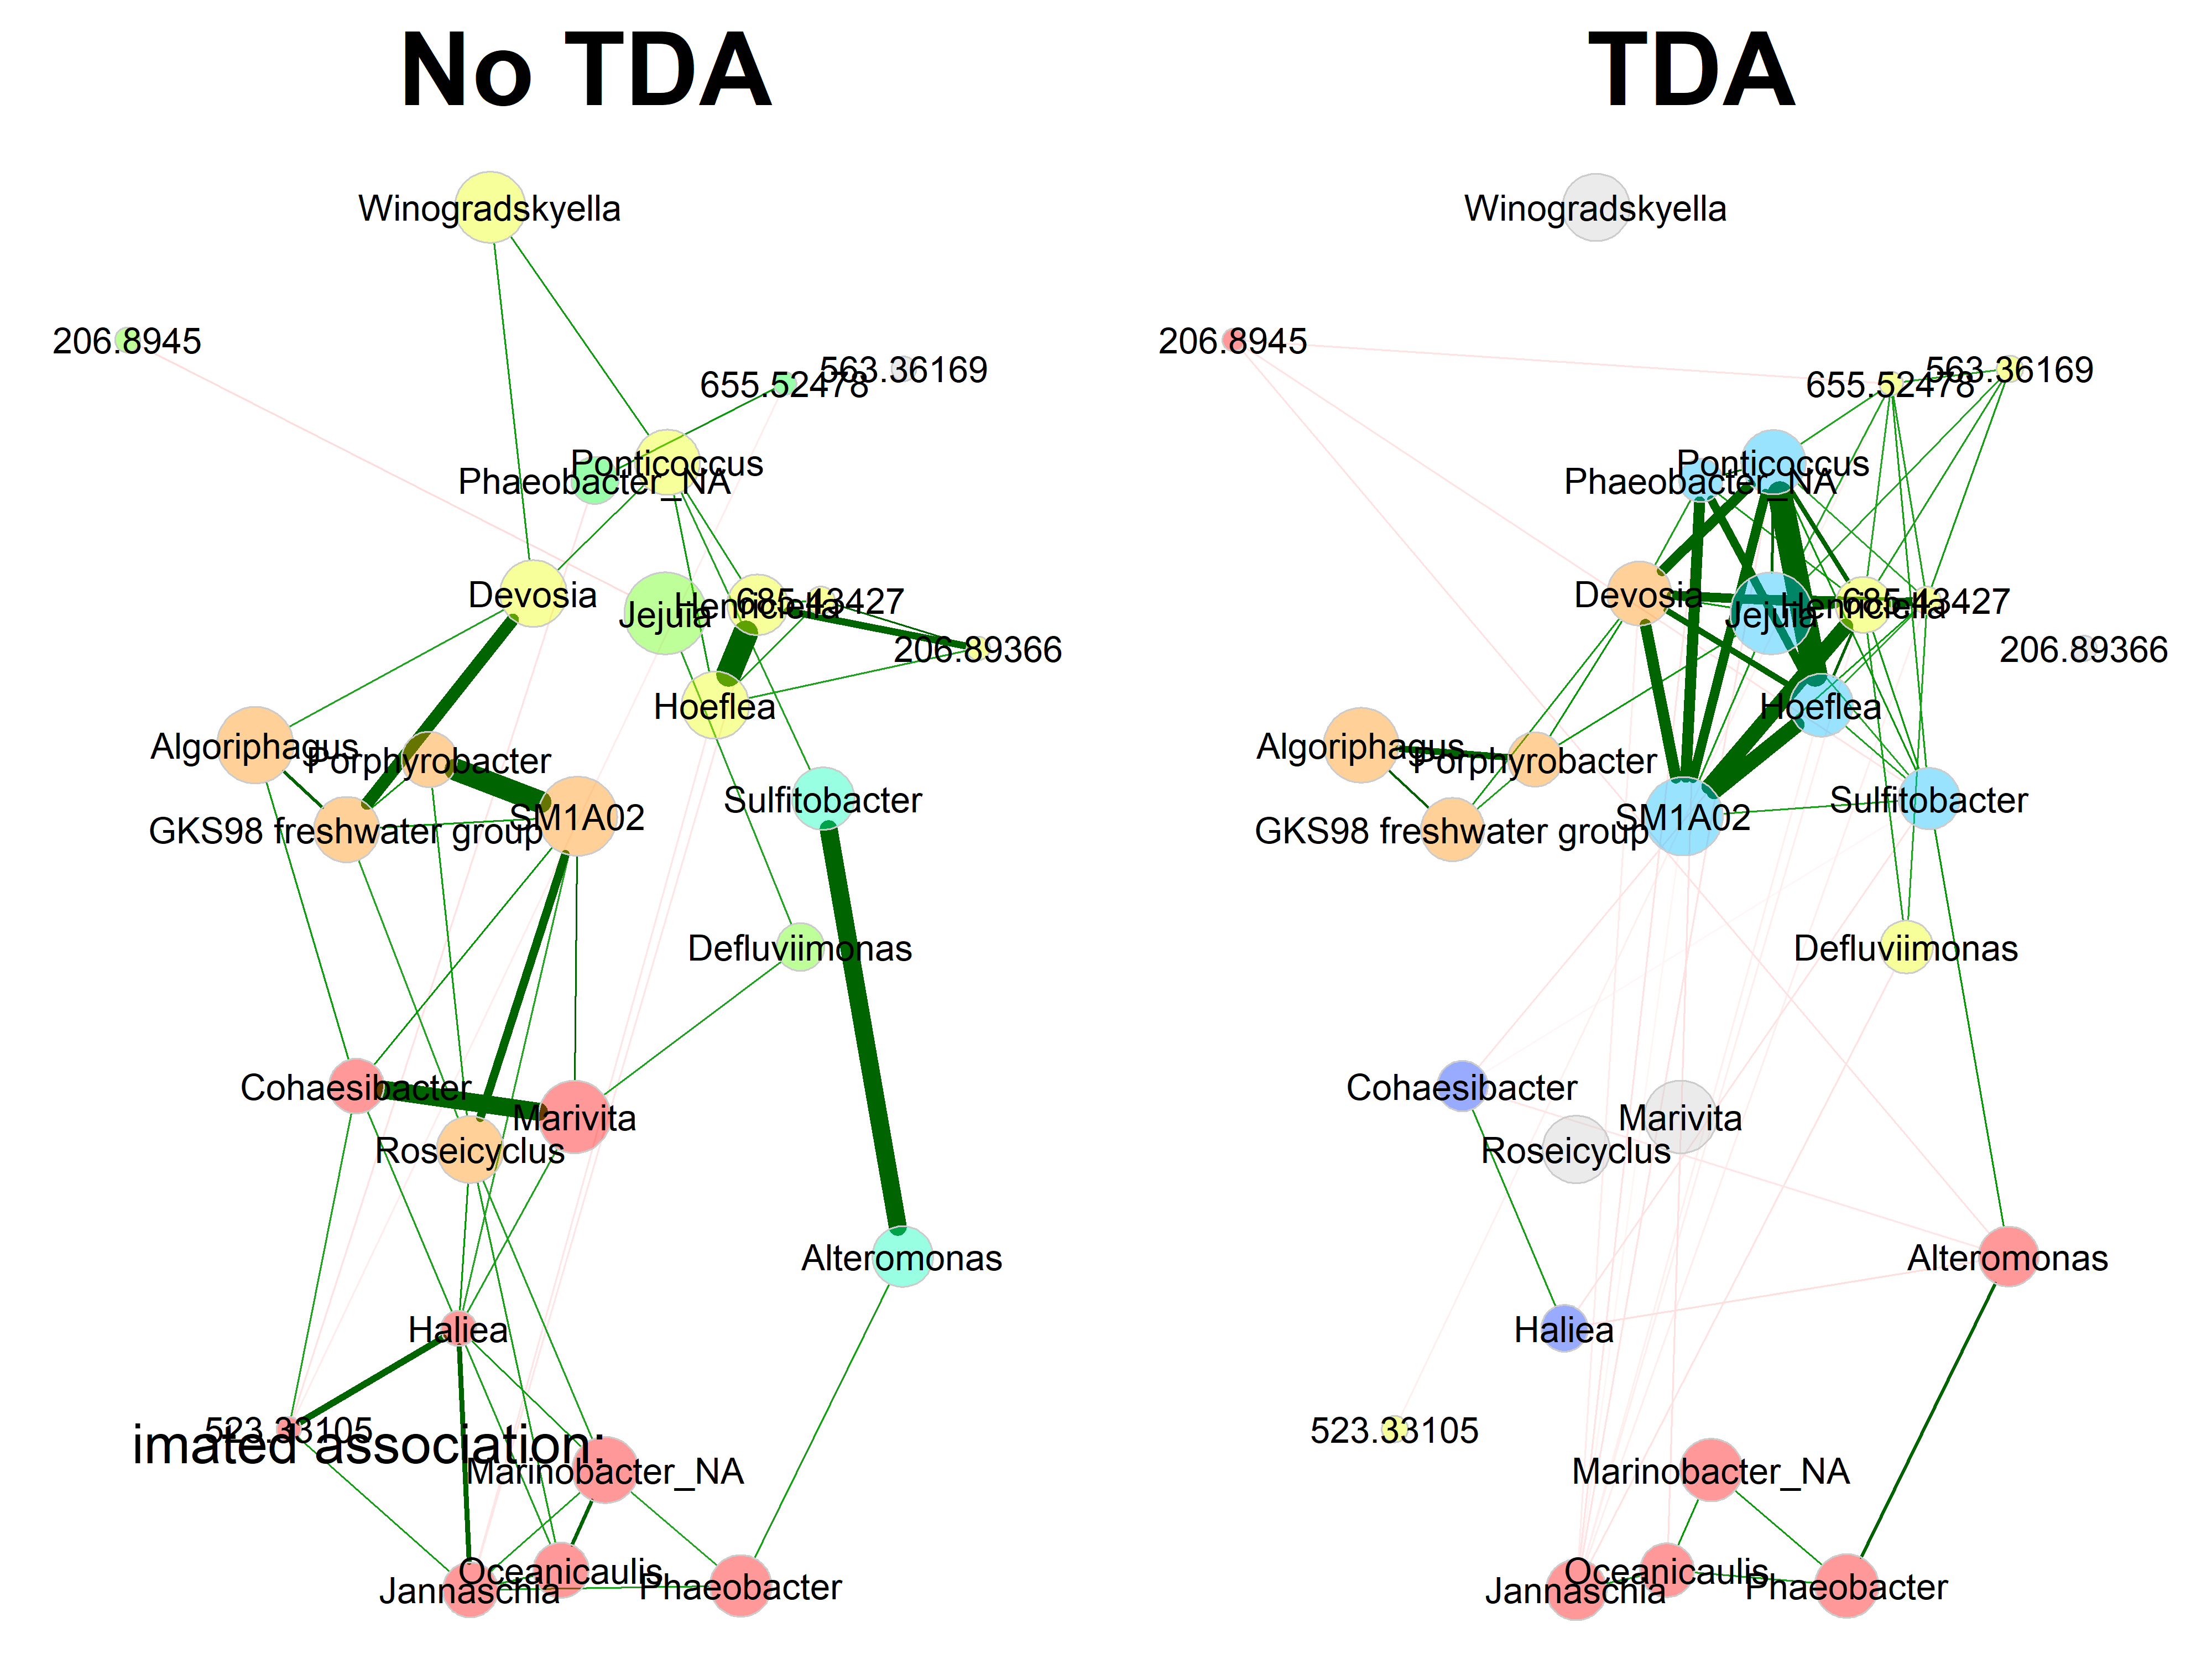 No TDA
Winogradskyella
206.8945
563.36169
655.52478
Ponticoccus
Phaeobacter_NA
Devosia
Henriciella
685.43427
Jejuia
206.89366
Hoeflea
Algoriphagus
Porphyrobacter
Sulfitobacter
SM1A02
GKS98 freshwater group
Defluviimonas
Cohaesibacter
Marivita
Roseicyclus
Alteromonas
Haliea
523.33105
imated association:
Marinobacter_NA
Oceanicaulis
Jannaschia
Phaeobacter
TDA
Winogradskyella
206.8945
563.36169
655.52478
Ponticoccus
Phaeobacter_NA
Devosia
Henriciella
685.43427
Jejuia
206.89366
Hoeflea
Algoriphagus
Porphyrobacter
Sulfitobacter
SM1A02
GKS98 freshwater group
Defluviimonas
Cohaesibacter
Marivita
Roseicyclus
Alteromonas
Haliea
523.33105
Marinobacter_NA
Oceanicaulis
Jannaschia
Phaeobacter